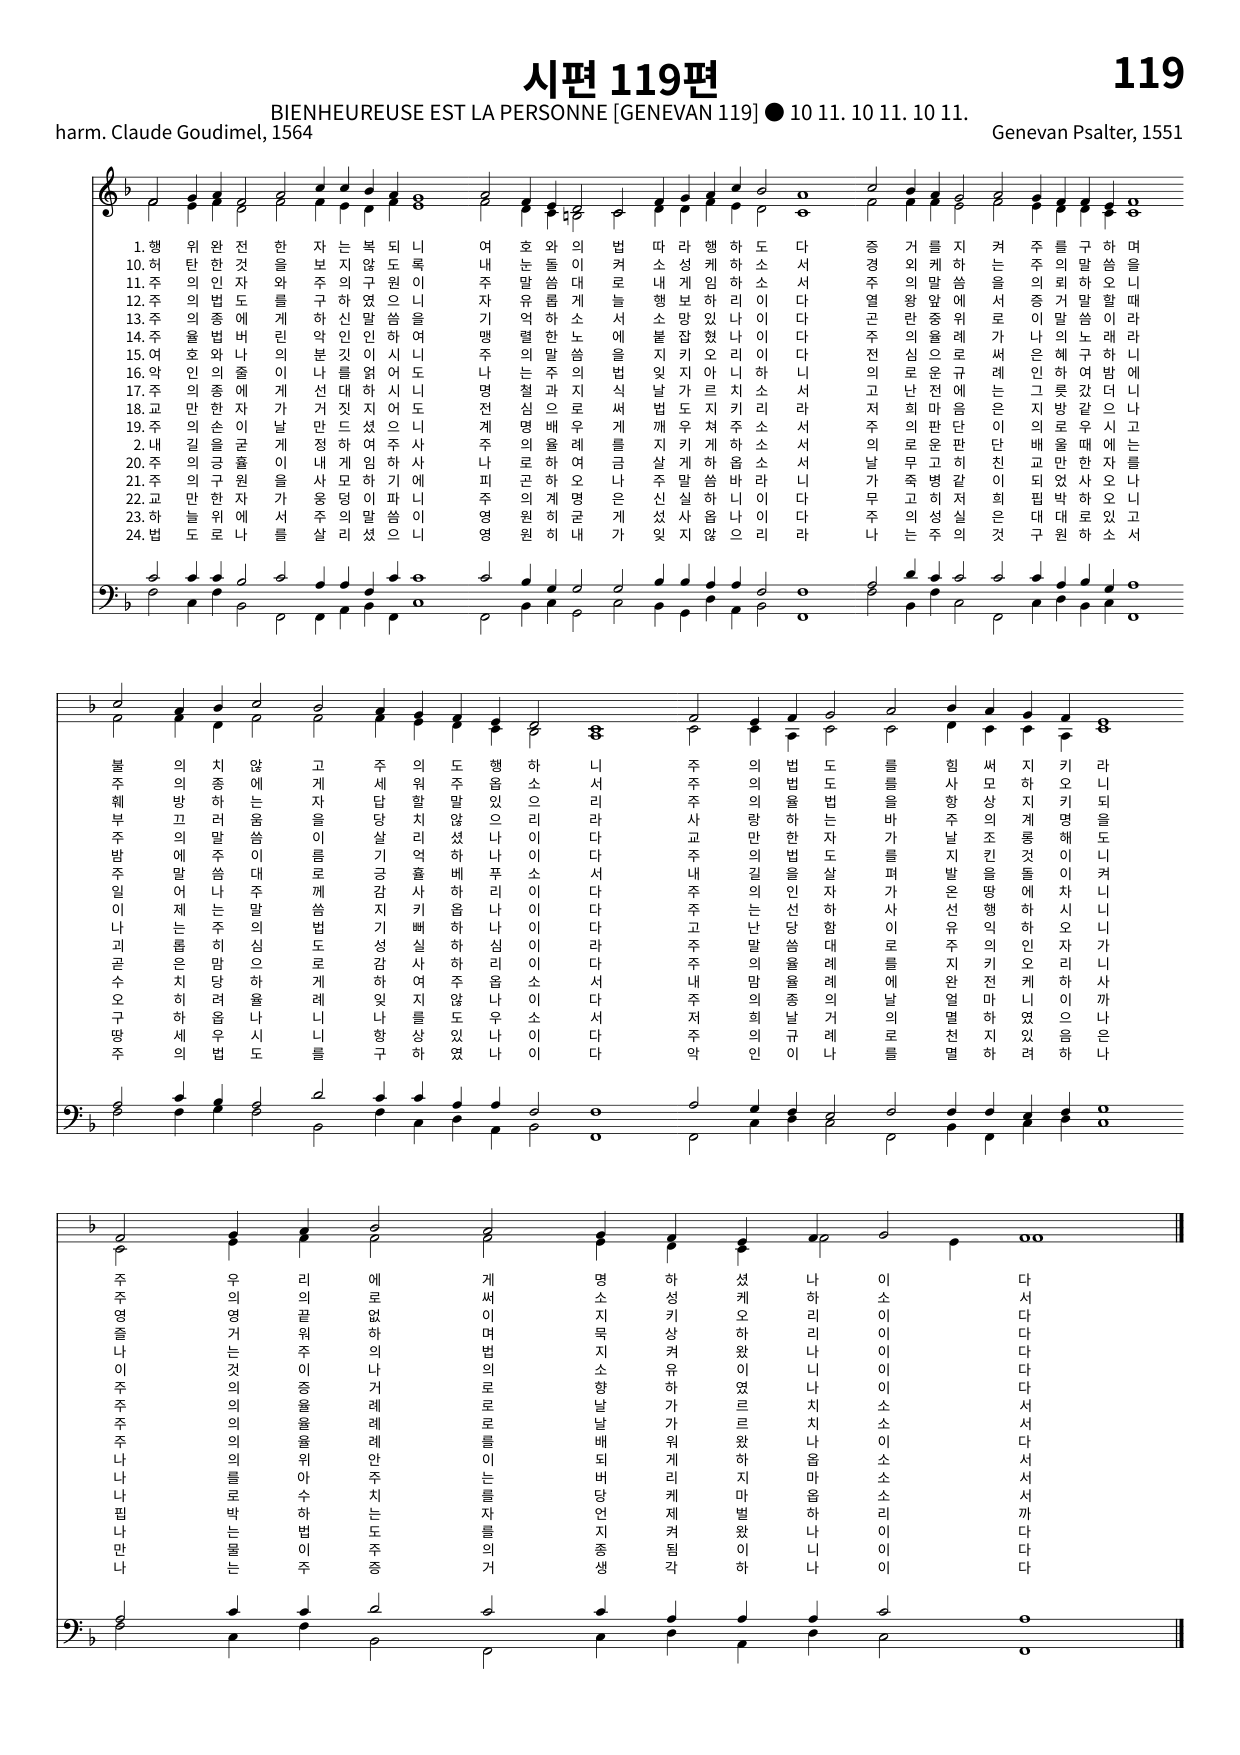 시편 119편
119
BIENHEUREUSE EST LA PERSONNE [GENEVAN 119] ● 10 11. 10 11. 10 11.
harm. Claude Goudimel, 1564
Genevan Psalter, 1551
1. 행 위 완 전 한 자 는 복 되 니 여 호 와 의 법 따 라 행 하 도 다 증 거 를 지 켜 주 를 구 하 며
10. 허 탄 한 것 을 보 지 않 도 록 내 눈 돌 이 켜 소 성 케 하 소 서 경 외 케 하 는 주 의 말 씀 을
11. 주 의 인 자 와 주 의 구 원 이 주 말 씀 대 로 내 게 임 하 소 서 주 의 말 씀 을 의 뢰 하 오 니
12. 주 의 법 도 를 구 하 였 으 니 자 유 롭 게 늘 행 보 하 리 이 다 열 왕 앞 에 서 증 거 말 할 때
13. 주 의 종 에 게 하 신 말 씀 을 기 억 하 소 서 소 망 있 나 이 다 곤 란 중 위 로 이 말 씀 이 라
14. 주 율 법 버 린 악 인 인 하 여 맹 렬 한 노 에 붙 잡 혔 나 이 다 주 의 율 례 가 나 의 노 래 라
15. 여 호 와 나 의 분 깃 이 시 니 주 의 말 씀 을 지 키 오 리 이 다 전 심 으 로 써 은 혜 구 하 니
16. 악 인 의 줄 이 나 를 얽 어 도 나 는 주 의 법 잊 지 아 니 하 니 의 로 운 규 례 인 하 여 밤 에
17. 주 의 종 에 게 선 대 하 시 니 명 철 과 지 식 날 가 르 치 소 서 고 난 전 에 는 그 릇 갔 더 니
18. 교 만 한 자 가 거 짓 지 어 도 전 심 으 로 써 법 도 지 키 리 라 저 희 마 음 은 지 방 같 으 나
19. 주 의 손 이 날 만 드 셨 으 니 계 명 배 우 게 깨 우 쳐 주 소 서 주 의 판 단 이 의 로 우 시 고
2. 내 길 을 굳 게 정 하 여 주 사 주 의 율 례 를 지 키 게 하 소 서 의 로 운 판 단 배 울 때 에 는
20. 주 의 긍 휼 이 내 게 임 하 사 나 로 하 여 금 살 게 하 옵 소 서 날 무 고 히 친 교 만 한 자 를
21. 주 의 구 원 을 사 모 하 기 에 피 곤 하 오 나 주 말 씀 바 라 니 가 죽 병 같 이 되 었 사 오 나
22. 교 만 한 자 가 웅 덩 이 파 니 주 의 계 명 은 신 실 하 니 이 다 무 고 히 저 희 핍 박 하 오 니
23. 하 늘 위 에 서 주 의 말 씀 이 영 원 히 굳 게 섰 사 옵 나 이 다 주 의 성 실 은 대 대 로 있 고
24. 법 도 로 나 를 살 리 셨 으 니 영 원 히 내 가 잊 지 않 으 리 라 나 는 주 의 것 구 원 하 소 서
불 의 치 않 고 주 의 도 행 하 니 주 의 법 도 를 힘 써 지 키 라
주 의 종 에 게 세 워 주 옵 소 서 주 의 법 도 를 사 모 하 오 니
훼 방 하 는 자 답 할 말 있 으 리 주 의 율 법 을 항 상 지 키 되
부 끄 러 움 을 당 치 않 으 리 라 사 랑 하 는 바 주 의 계 명 을
주 의 말 씀 이 살 리 셨 나 이 다 교 만 한 자 가 날 조 롱 해 도
밤 에 주 이 름 기 억 하 나 이 다 주 의 법 도 를 지 킨 것 이 니
주 말 씀 대 로 긍 휼 베 푸 소 서 내 길 을 살 펴 발 을 돌 이 켜
일 어 나 주 께 감 사 하 리 이 다 주 의 인 자 가 온 땅 에 차 니
이 제 는 말 씀 지 키 옵 나 이 다 주 는 선 하 사 선 행 하 시 니
나 는 주 의 법 기 뻐 하 나 이 다 고 난 당 함 이 유 익 하 오 니
괴 롭 히 심 도 성 실 하 심 이 라 주 말 씀 대 로 주 의 인 자 가
곧 은 맘 으 로 감 사 하 리 이 다 주 의 율 례 를 지 키 오 리 니
수 치 당 하 게 하 여 주 옵 소 서 내 맘 율 례 에 완 전 케 하 사
오 히 려 율 례 잊 지 않 나 이 다 주 의 종 의 날 얼 마 니 이 까
구 하 옵 나 니 나 를 도 우 소 서 저 희 날 거 의 멸 하 였 으 나
땅 세 우 시 니 항 상 있 나 이 다 주 의 규 례 로 천 지 있 음 은
주 의 법 도 를 구 하 였 나 이 다 악 인 이 나 를 멸 하 려 하 나
주 우 리 에 게 명 하 셨 나 이 다
주 의 의 로 써 소 성 케 하 소 서
영 영 끝 없 이 지 키 오 리 이 다
즐 거 워 하 며 묵 상 하 리 이 다
나 는 주 의 법 지 켜 왔 나 이 다
이 것 이 나 의 소 유 이 니 이 다
주 의 증 거 로 향 하 였 나 이 다
주 의 율 례 로 날 가 르 치 소 서
주 의 율 례 로 날 가 르 치 소 서
주 의 율 례 를 배 워 왔 나 이 다
나 의 위 안 이 되 게 하 옵 소 서
나 를 아 주 는 버 리 지 마 소 서
나 로 수 치 를 당 케 마 옵 소 서
핍 박 하 는 자 언 제 벌 하 리 까
나 는 법 도 를 지 켜 왔 나 이 다
만 물 이 주 의 종 됨 이 니 이 다
나 는 주 증 거 생 각 하 나 이 다